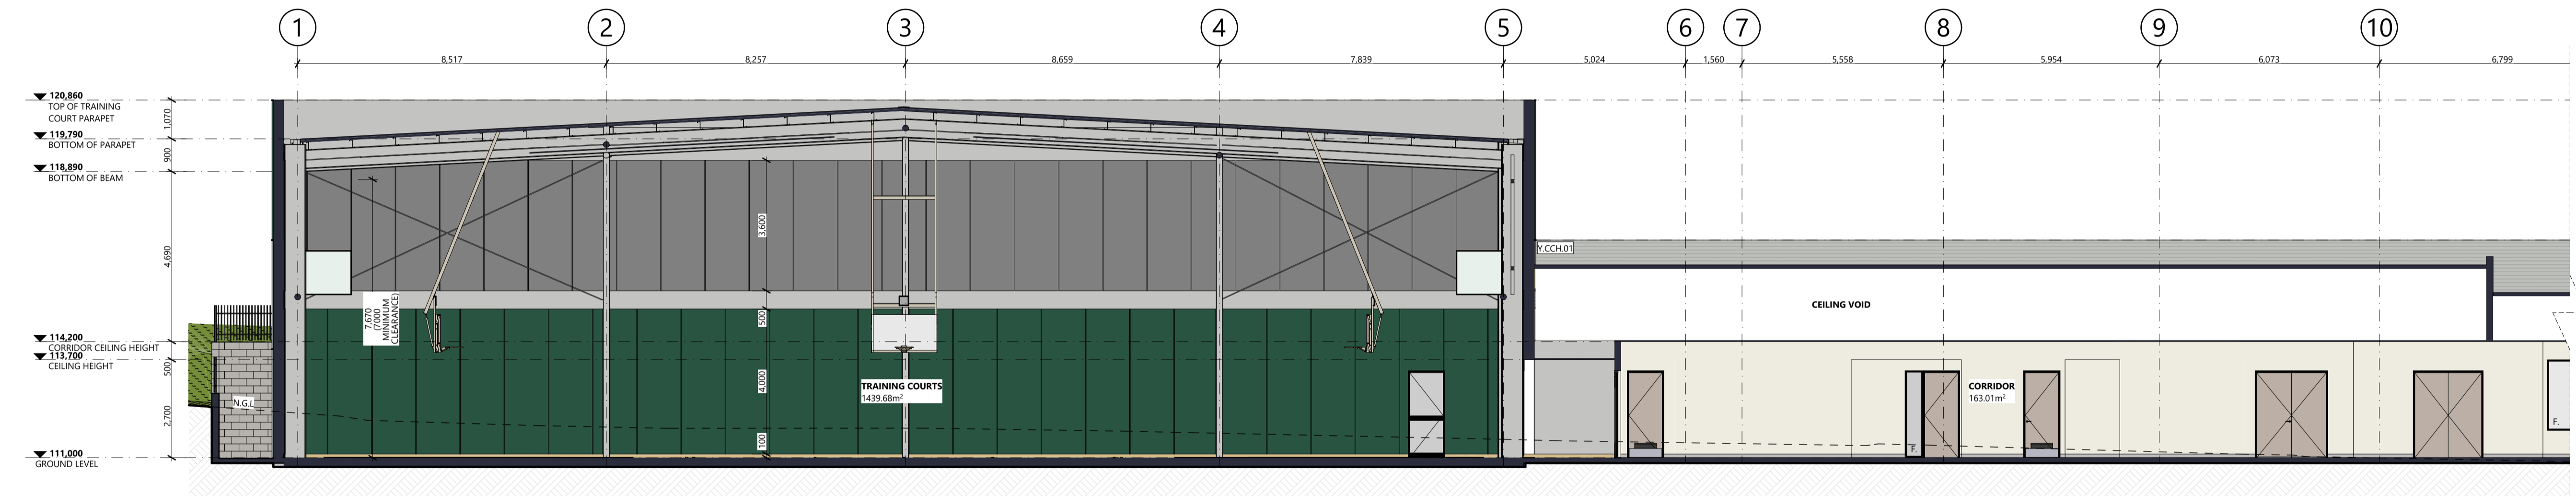 1
2
3
4
5
6
7
8
9
10
8,517
8,257
8,659
7,839
5,024
1,560
5,558
5,954
6,073
6,799
120,860
TOP OF TRAINING
COURT PARAPET
1,070
119,790
BOTTOM OF PARAPET
900
118,890
BOTTOM OF BEAM
4,690
114,200
CORRIDOR CEILING HEIGHT
113,700
CEILING HEIGHT
500
2,700
111,000
GROUND LEVEL
N.G.L
7,670
(7000
MINIMUM
CLEARANCE)
3,600
500
4,000
100
TRAINING COURTS
1439.68m²
Y.CCH.01
CEILING VOID
CORRIDOR
163.01m²
F.
F.